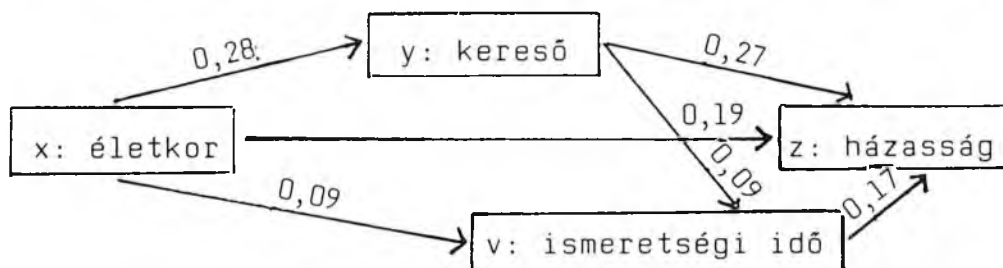 0,28
y: kereső
0,27
x: életkor
0,19
z: házasság
0,09
0,09
0,17
v: ismeretségi idő